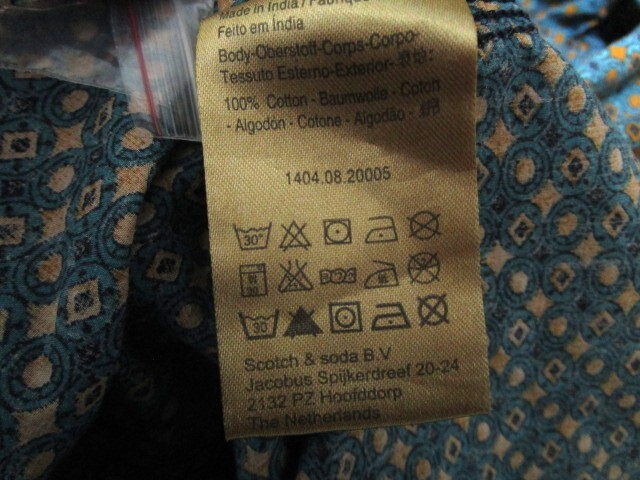 Made in India / Fabriqué
Feito em Índia
Body-Oberstoff-Corps-Corpo-
Tessuto Esterno-Exterior-
100% Cotton - Baumwolle - Coton
- Algodón - Cotone - Algodão -
1404.08.20005
30°
30
Scotch & soda B.V
Jacobus Spijkerdreef 20-24
2132 PZ Hoofddorp
The Netherlands